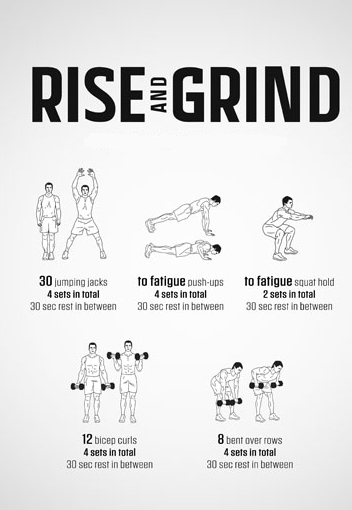 RISE AND GRIND
30 jumping jacks
4 sets in total
30 sec rest in between
to fatigue push-ups
4 sets in total
30 sec rest in between
to fatigue squat hold
2 sets in total
30 sec rest in between
12 bicep curls
4 sets in total
30 sec rest in between
8 bent over rows
4 sets in total
30 sec rest in between